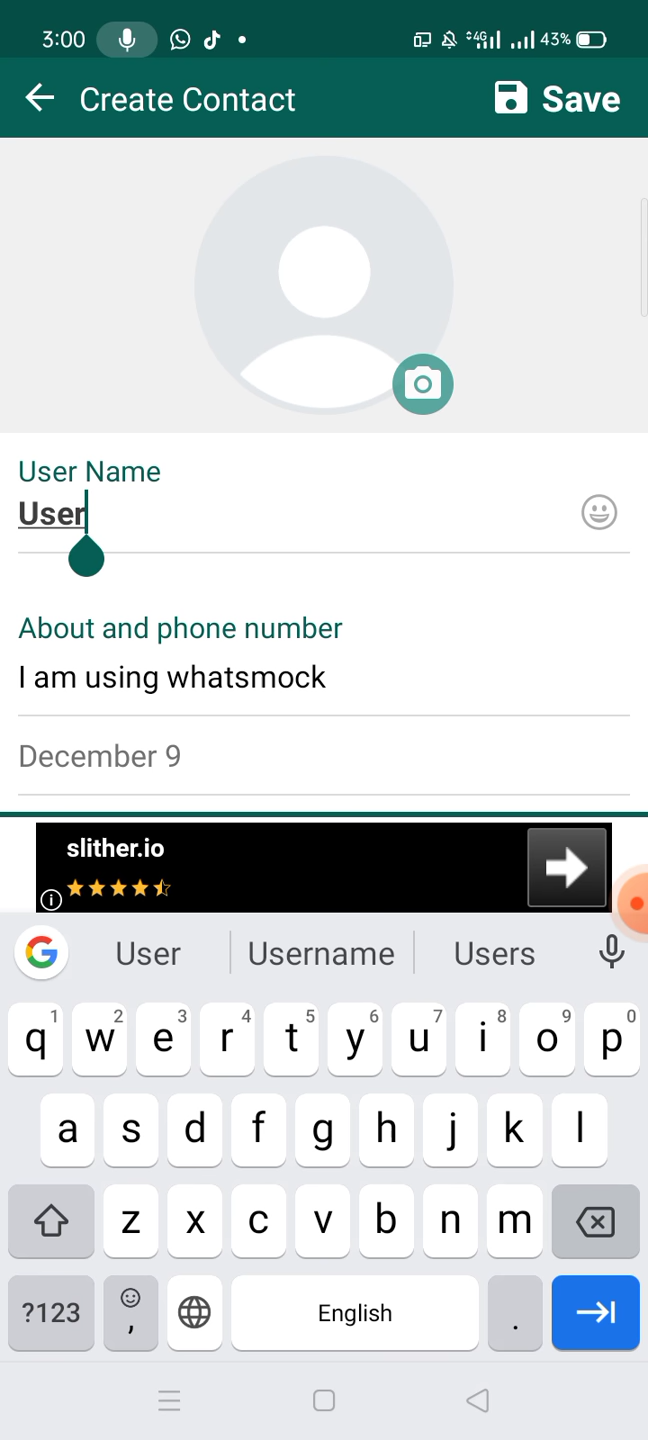 3:00
4G
43%
Create Contact
Save
User Name
User
About and phone number
I am using whatsmock
December 9
slither.io
User
Username
Users
1 2 3 4 5 6 7 8 9 0
q w e r t y u i o p
a s d f g h j k l
z x c v b n m
?123
,
English
.